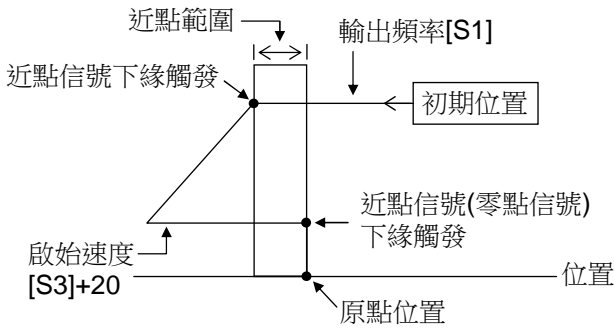 近點範圍
輸出頻率[S1]
近點信號下緣觸發
初期位置
近點信號(零點信號)
下緣觸發
啟始速度
[S3]+20
位置
原點位置